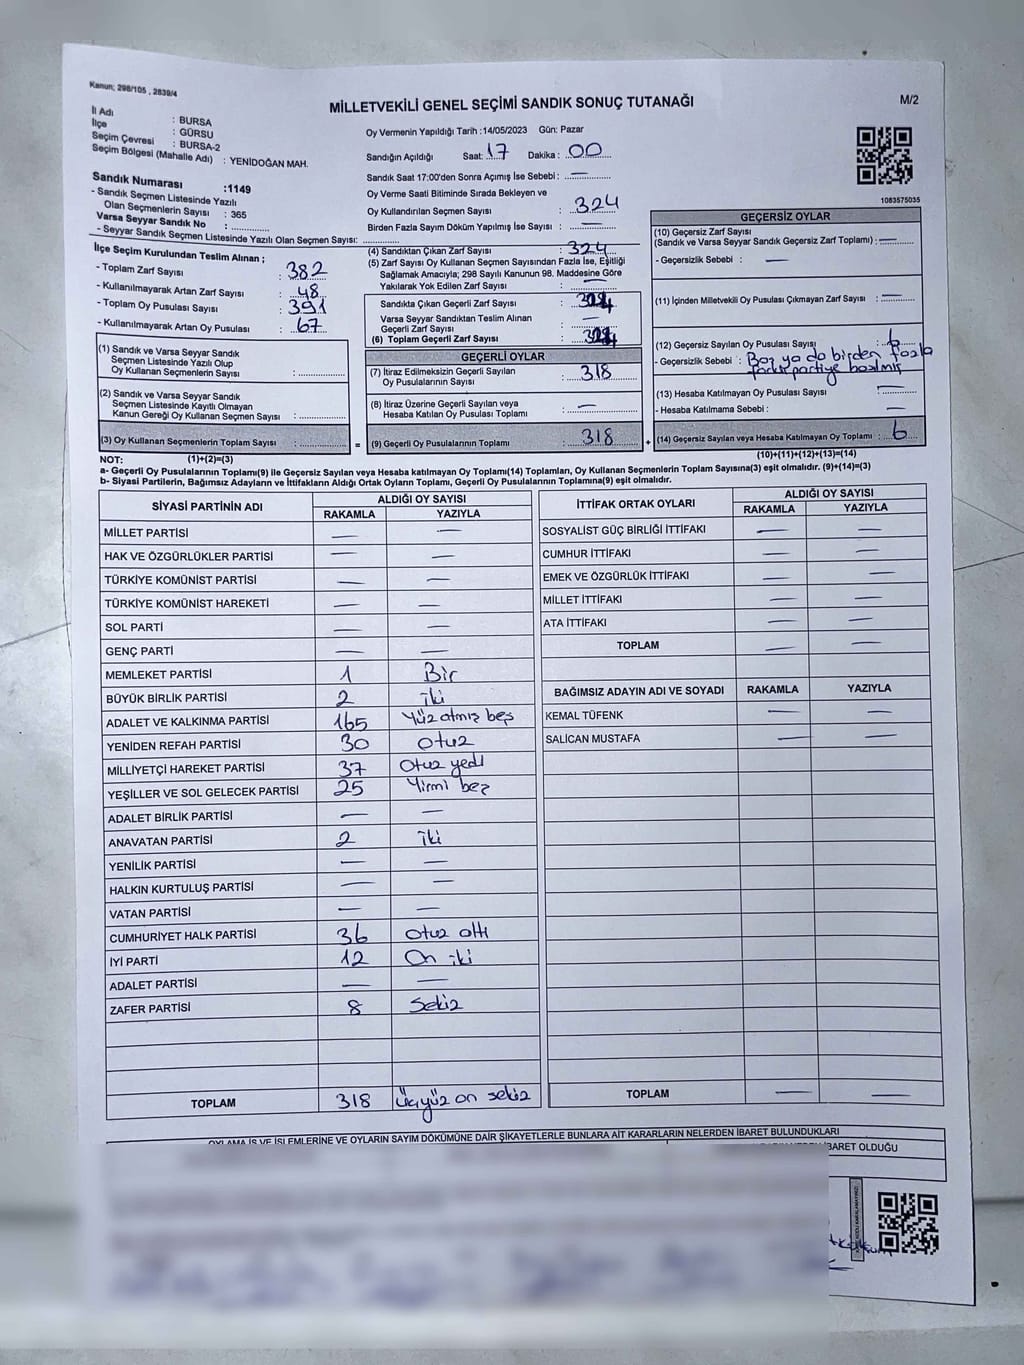 Kanun; 298/105 , 2839/4
MİLLETVEKİLİ GENEL SEÇİMİ SANDIK SONUÇ TUTANAĞI
M/2
İl Adı : BURSA
İlçe : GÜRSU
Seçim Çevresi : BURSA-2
Seçim Bölgesi (Mahalle Adı) : YENİDOĞAN MAH.
Sandık Numarası :1149
- Sandık Seçmen Listesinde Yazılı
Olan Seçmenlerin Sayısı : 365
Varsa Seyyar Sandık No : ..............
- Seyyar Sandık Seçmen Listesinde Yazılı Olan Seçmen Sayısı: ..............
Oy Vermenin Yapıldığı Tarih :14/05/2023 Gün: Pazar
Sandığın Açıldığı Saat: 17 Dakika : 00
Sandık Saat 17:00'den Sonra Açımış İse Sebebi : —
Oy Verme Saati Bitiminde Sırada Bekleyen ve
Oy Kullandırılan Seçmen Sayısı : 324
Birden Fazla Sayım Döküm Yapılmış İse Sayısı : —
1083575035
İlçe Seçim Kurulundan Teslim Alınan ;
- Toplam Zarf Sayısı : 382
- Kullanılmayarak Artan Zarf Sayısı : 48
- Toplam Oy Pusulası Sayısı : 391
- Kullanılmayarak Artan Oy Pusulası : 67
(4) Sandıktan Çıkan Zarf Sayısı : 324
(5) Zarf Sayısı Oy Kullanan Seçmen Sayısından Fazla İse, Eşitliği
Sağlamak Amacıyla; 298 Sayılı Kanunun 98. Maddesine Göre
Yakılarak Yok Edilen Zarf Sayısı : —
Sandıkta Çıkan Geçerli Zarf Sayısı : 324
Varsa Seyyar Sandıktan Teslim Alınan
Geçerli Zarf Sayısı : —
(6) Toplam Geçerli Zarf Sayısı : 324
GEÇERSİZ OYLAR
(10) Geçersiz Zarf Sayısı
(Sandık ve Varsa Seyyar Sandık Geçersiz Zarf Toplamı) : —
- Geçersizlik Sebebi : —
(11) İçinden Milletvekili Oy Pusulası Çıkmayan Zarf Sayısı : —
(12) Geçersiz Sayılan Oy Pusulası Sayısı : 6
- Geçersizlik Sebebi : Boş ya da birden fazla
partiye basılmış
(13) Hesaba Katılmayan Oy Pusulası Sayısı : —
- Hesaba Katılmama Sebebi : —
(14) Geçersiz Sayılan veya Hesaba Katılmayan Oy Toplamı : 6
(10)+(11)+(12)+(13)=(14)
(1) Sandık ve Varsa Seyyar Sandık
Seçmen Listesinde Yazılı Olup
Oy Kullanan Seçmenlerin Sayısı : ..............
(2) Sandık ve Varsa Seyyar Sandık
Seçmen Listesinde Kayıtlı Olmayan
Kanun Gereği Oy Kullanan Seçmen Sayısı : ..............
(3) Oy Kullanan Seçmenlerin Toplam Sayısı : ..............
(1)+(2)=(3)
GEÇERLİ OYLAR
(7) İtiraz Edilmeksizin Geçerli Sayılan
Oy Pusulalarının Sayısı : 318
(8) İtiraz Üzerine Geçerli Sayılan veya
Hesaba Katılan Oy Pusulası Toplamı : —
= (9) Geçerli Oy Pusulalarının Toplamı : 318 +
NOT:
a- Geçerli Oy Pusulalarının Toplamı(9) ile Geçersiz Sayılan veya Hesaba katılmayan Oy Toplamı(14) Toplamları, Oy Kullanan Seçmenlerin Toplam Sayısına(3) eşit olmalıdır. (9)+(14)=(3)
b- Siyasi Partilerin, Bağımsız Adayların ve İttifakların Aldığı Ortak Oyların Toplamı, Geçerli Oy Pusulalarının Toplamına(9) eşit olmalıdır.
SİYASİ PARTİNİN ADI ALDIĞI OY SAYISI
RAKAMLA YAZIYLA
MİLLET PARTİSİ — —
HAK VE ÖZGÜRLÜKLER PARTİSİ — —
TÜRKİYE KOMÜNİST PARTİSİ — —
TÜRKİYE KOMÜNİST HAREKETİ — —
SOL PARTİ — —
GENÇ PARTİ — —
MEMLEKET PARTİSİ 1 Bir
BÜYÜK BİRLİK PARTİSİ 2 iki
ADALET VE KALKINMA PARTİSİ 165 Yüz atmış beş
YENİDEN REFAH PARTİSİ 30 otuz
MİLLİYETÇİ HAREKET PARTİSİ 37 otuz yedi
YEŞİLLER VE SOL GELECEK PARTİSİ 25 Yirmi beş
ADALET BİRLİK PARTİSİ — —
ANAVATAN PARTİSİ 2 iki
YENİLİK PARTİSİ — —
HALKIN KURTULUŞ PARTİSİ — —
VATAN PARTİSİ — —
CUMHURİYET HALK PARTİSİ 36 otuz altı
İYİ PARTİ 12 On iki
ADALET PARTİSİ — —
ZAFER PARTİSİ 8 Sekiz
TOPLAM 318 Üçyüz on sekiz
İTTİFAK ORTAK OYLARI ALDIĞI OY SAYISI
RAKAMLA YAZIYLA
SOSYALİST GÜÇ BİRLİĞİ İTTİFAKI — —
CUMHUR İTTİFAKI — —
EMEK VE ÖZGÜRLÜK İTTİFAKI — —
MİLLET İTTİFAKI — —
ATA İTTİFAKI — —
TOPLAM — —
BAĞIMSIZ ADAYIN ADI VE SOYADI RAKAMLA YAZIYLA
KEMAL TÜFENK — —
SALİCAN MUSTAFA — —
TOPLAM — —
OYLAMA İŞ VE İŞLEMLERİNE VE OYLARIN SAYIM DÖKÜMÜNE DAİR ŞİKAYETLERLE BUNLARA AİT KARARLARIN NELERDEN İBARET BULUNDUKLARI
İBARET OLDUĞU